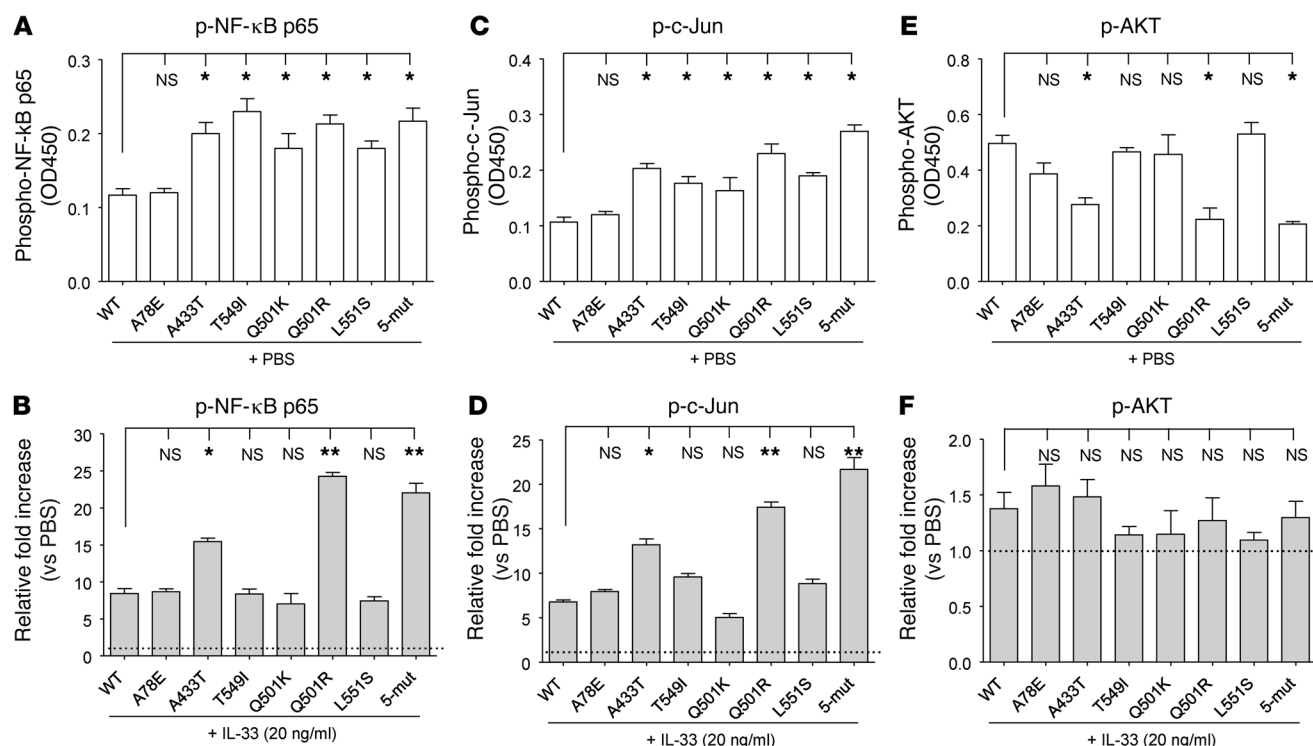 A
p-NF-κB p65
Phospho-NF-kB p65
(OD450)
0.3
0.2
0.1
0.0
NS * * * * * *
WT A78E A433T T549I Q501K Q501R L551S 5-mut
+ PBS
C
p-c-Jun
Phospho-c-Jun
(OD450)
0.4
0.3
0.2
0.1
0.0
NS * * * * * *
WT A78E A433T T549I Q501K Q501R L551S 5-mut
+ PBS
E
p-AKT
Phospho-AKT
(OD450)
0.8
0.6
0.4
0.2
0.0
NS * NS NS * NS *
WT A78E A433T T549I Q501K Q501R L551S 5-mut
+ PBS
B
p-NF-κB p65
Relative fold increase
(vs PBS)
30
25
20
15
10
5
0
NS * NS NS ** NS **
WT A78E A433T T549I Q501K Q501R L551S 5-mut
+ IL-33 (20 ng/ml)
D
p-c-Jun
Relative fold increase
(vs PBS)
25
20
15
10
5
0
NS * NS NS ** NS **
WT A78E A433T T549I Q501K Q501R L551S 5-mut
+ IL-33 (20 ng/ml)
F
p-AKT
Relative fold increase
(vs PBS)
2.0
1.5
1.0
0.5
0.0
NS NS NS NS NS NS NS
WT A78E A433T T549I Q501K Q501R L551S 5-mut
+ IL-33 (20 ng/ml)